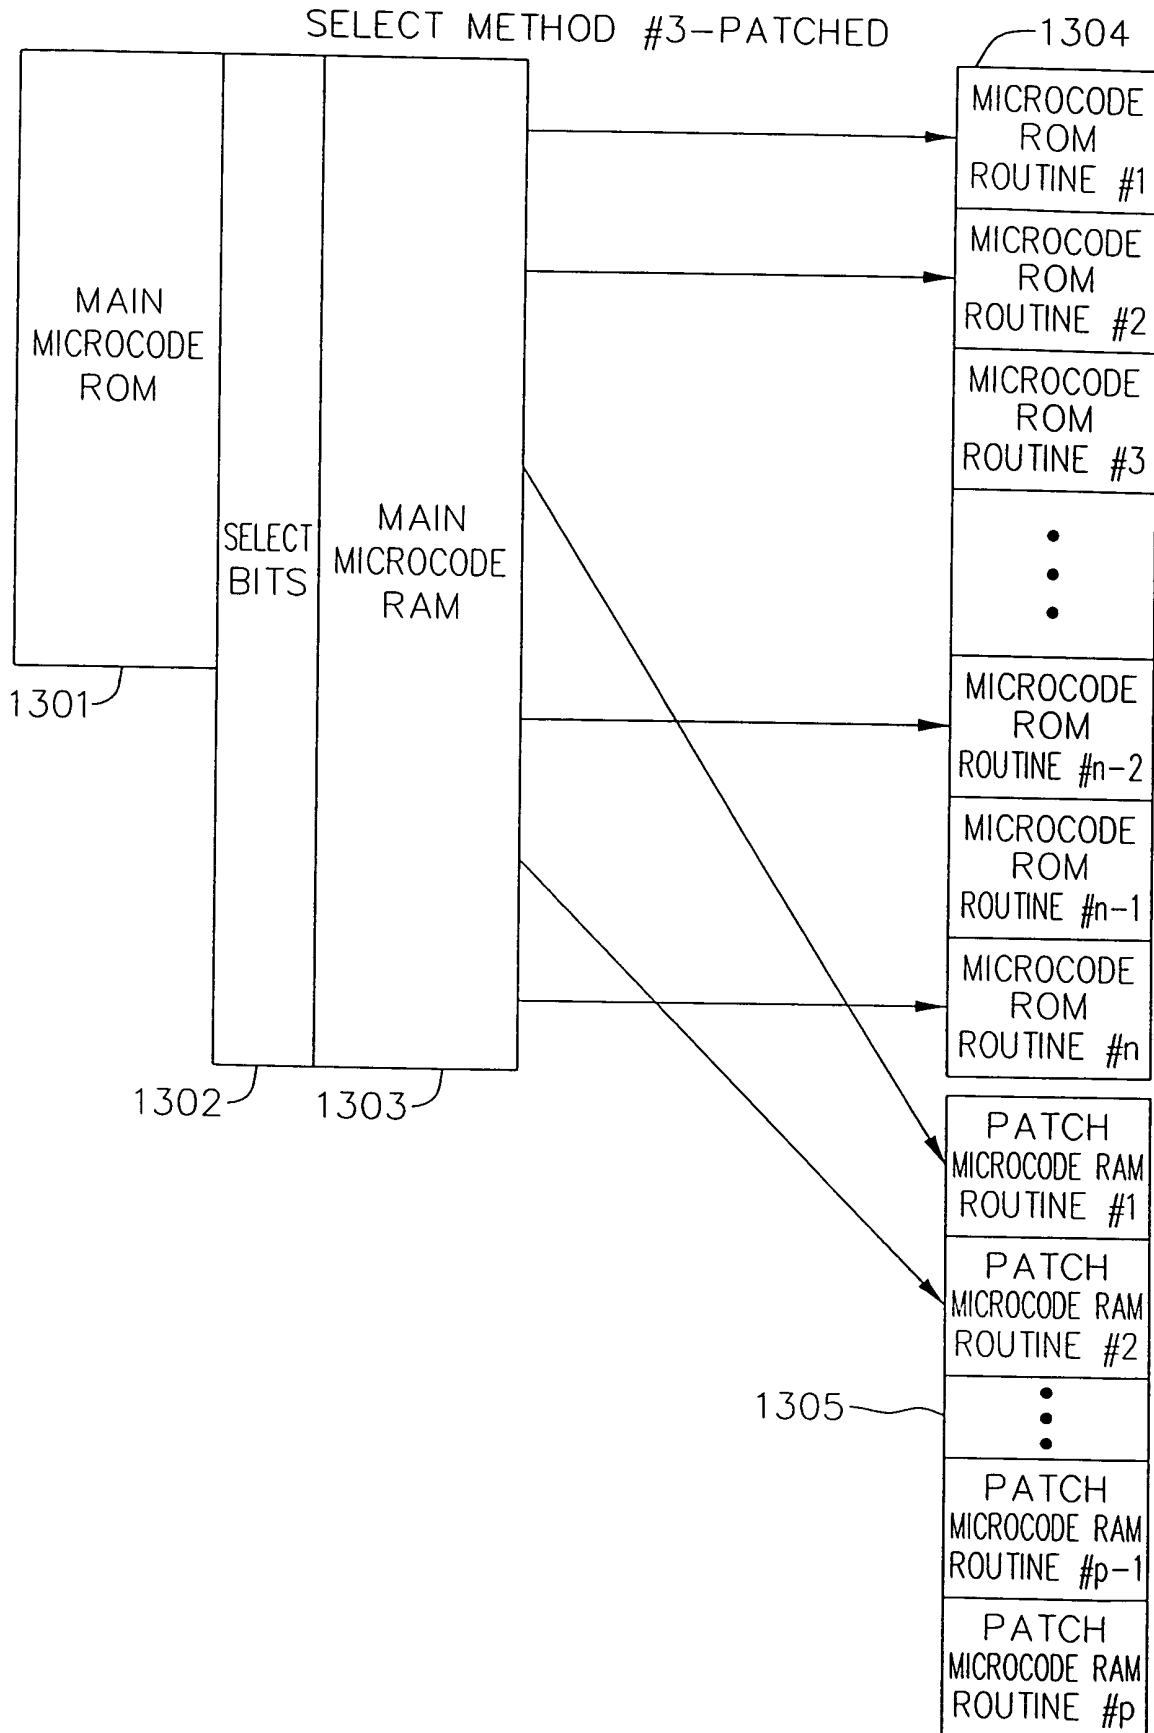 SELECT METHOD #3-PATCHED
1304
MAIN
MICROCODE
ROM
1301
SELECT
BITS
1302
MAIN
MICROCODE
RAM
1303
MICROCODE
ROM
ROUTINE #1
MICROCODE
ROM
ROUTINE #2
MICROCODE
ROM
ROUTINE #3
MICROCODE
ROM
ROUTINE #n-2
MICROCODE
ROM
ROUTINE #n-1
MICROCODE
ROM
ROUTINE #n
PATCH
MICROCODE RAM
ROUTINE #1
PATCH
MICROCODE RAM
ROUTINE #2
1305
PATCH
MICROCODE RAM
ROUTINE #p-1
PATCH
MICROCODE RAM
ROUTINE #p